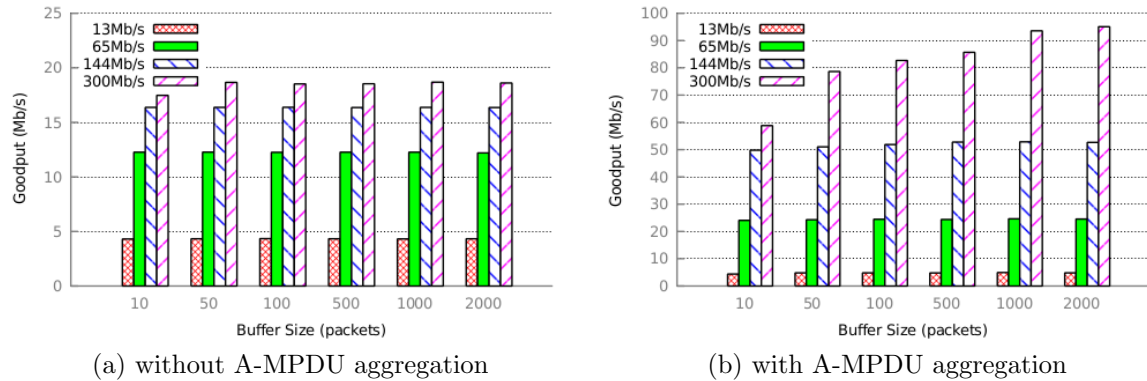 25
20
15
10
5
0
Goodput (Mb/s)
13Mb/s
65Mb/s
144Mb/s
300Mb/s
10 50 100 500 1000 2000
Buffer Size (packets)
(a) without A-MPDU aggregation
100
90
80
70
60
50
40
30
20
10
0
Goodput (Mb/s)
13Mb/s
65Mb/s
144Mb/s
300Mb/s
10 50 100 500 1000 2000
Buffer Size (packets)
(b) with A-MPDU aggregation